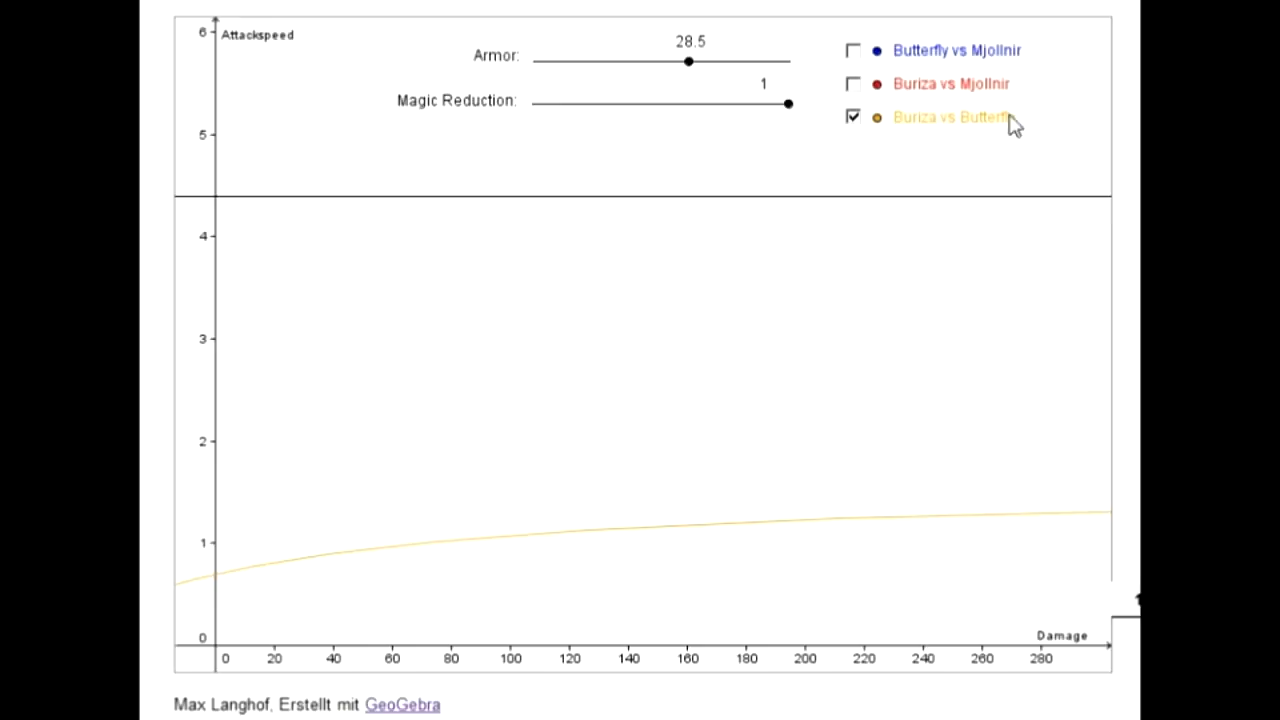 6
Attackspeed
28.5
Armor:
1
Magic Reduction:
Butterfly vs Mjollnir
Buriza vs Mjollnir
Buriza vs Butterfly
5
4
3
2
1
0
Damage
0 20 40 60 80 100 120 140 160 180 200 220 240 260 280
Max Langhof, Erstellt mit GeoGebra